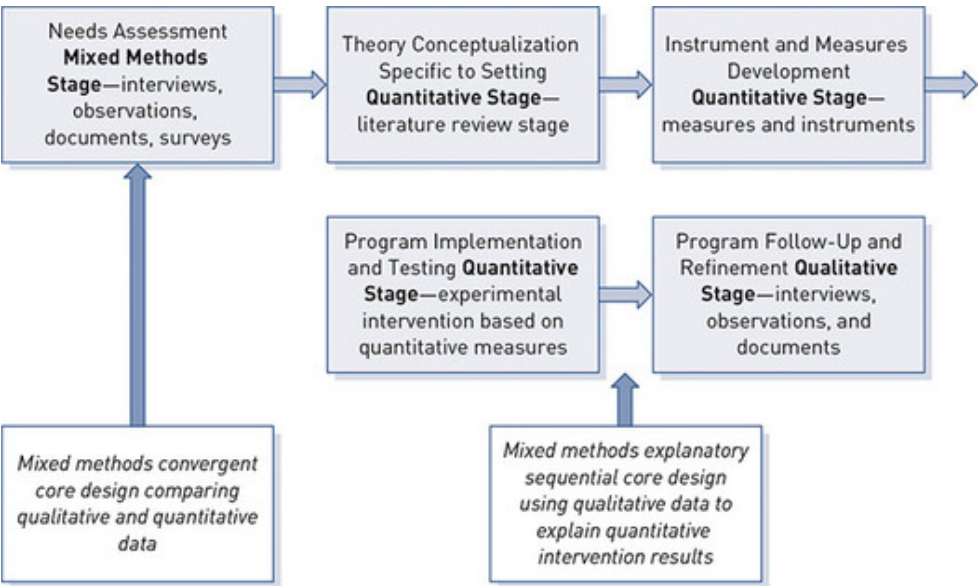 Needs Assessment
Mixed Methods
Stage—interviews,
observations,
documents, surveys
Theory Conceptualization
Specific to Setting
Quantitative Stage—
literature review stage
Instrument and Measures
Development
Quantitative Stage—
measures and instruments
Program Implementation
and Testing Quantitative
Stage—experimental
intervention based on
quantitative measures
Program Follow-Up and
Refinement Qualitative
Stage—interviews,
observations, and
documents
Mixed methods convergent
core design comparing
qualitative and quantitative
data
Mixed methods explanatory
sequential core design
using qualitative data to
explain quantitative
intervention results